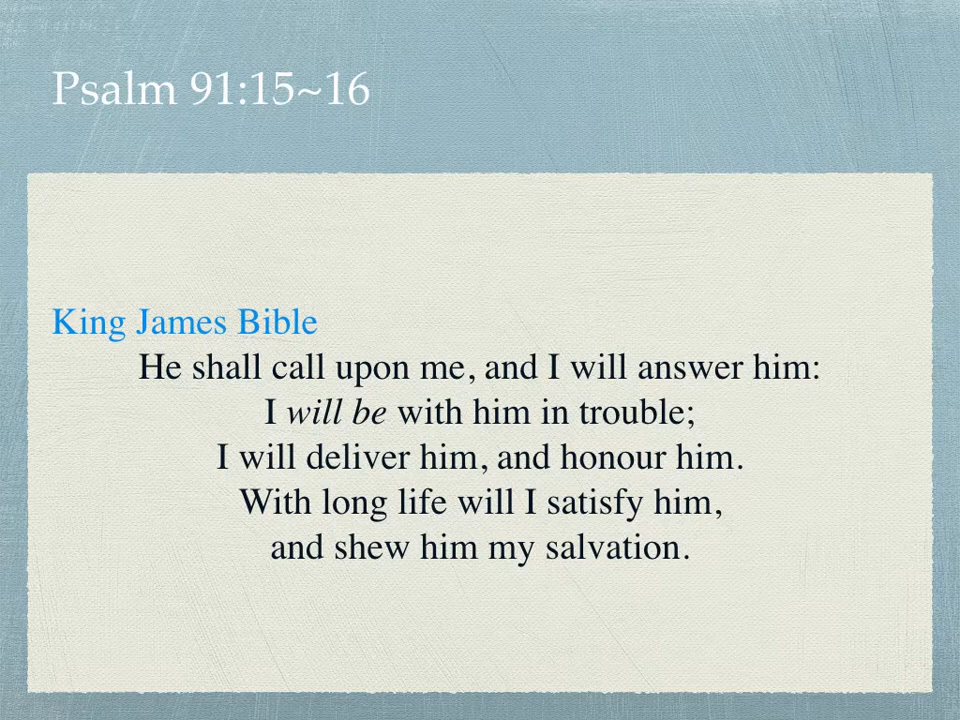 Psalm 91:15~16
King James Bible
He shall call upon me, and I will answer him:
I will be with him in trouble;
I will deliver him, and honour him.
With long life will I satisfy him,
and shew him my salvation.